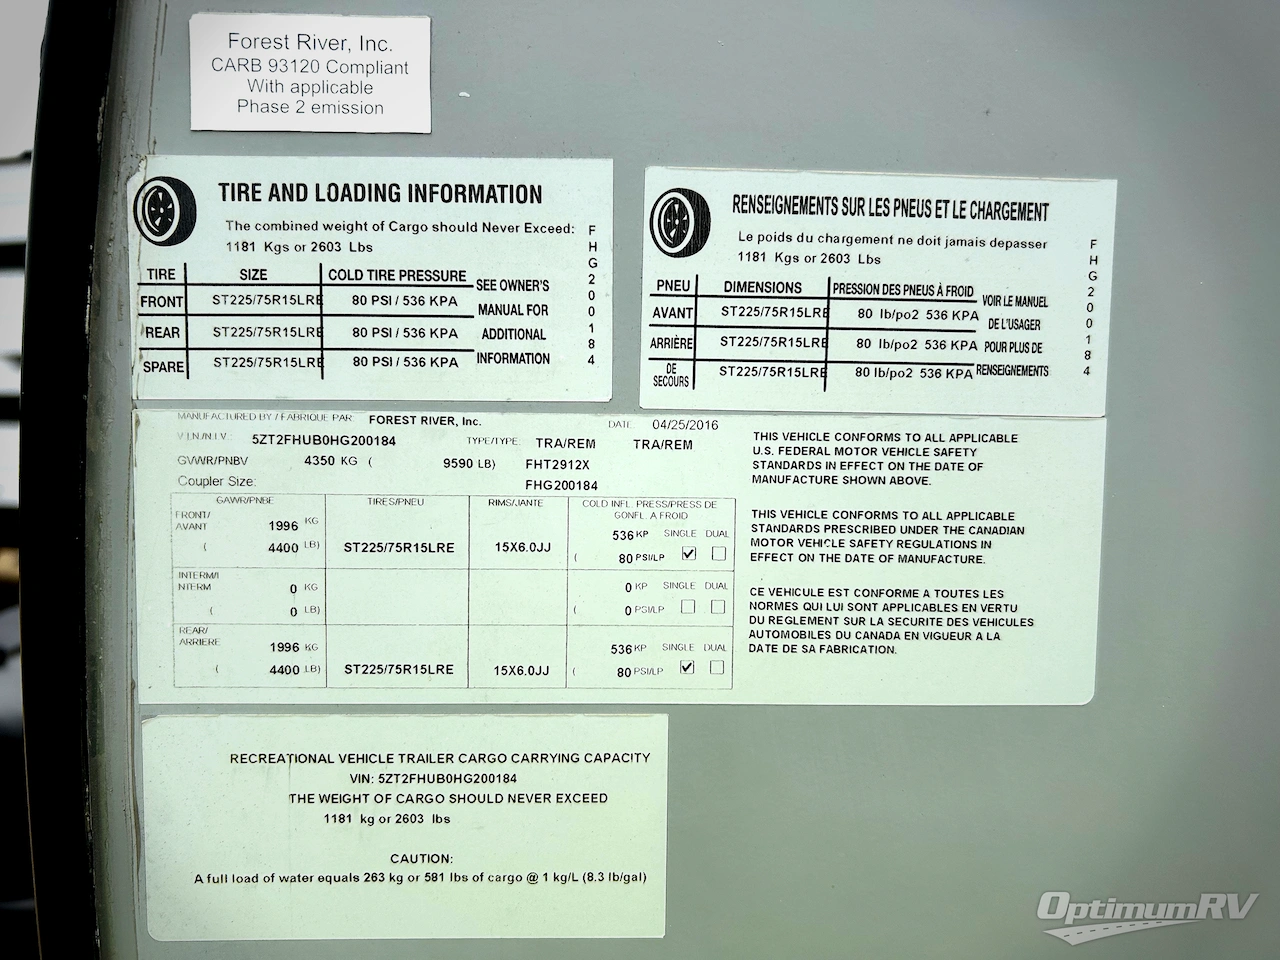 Forest River, Inc.
CARB 93120 Compliant
With applicable
Phase 2 emission
TIRE AND LOADING INFORMATION
The combined weight of Cargo should Never Exceed:
1181 Kgs or 2603 Lbs
TIRE SIZE COLD TIRE PRESSURE
FRONT ST225/75R15LRE 80 PSI / 536 KPA
REAR ST225/75R15LRE 80 PSI / 536 KPA
SPARE ST225/75R15LRE 80 PSI / 536 KPA
SEE OWNER'S
MANUAL FOR
ADDITIONAL
INFORMATION
FHG200184
RENSEIGNEMENTS SUR LES PNEUS ET LE CHARGEMENT
Le poids du chargement ne doit jamais depasser
1181 Kgs or 2603 Lbs
PNEU DIMENSIONS PRESSION DES PNEUS À FROID
AVANT ST225/75R15LRE 80 lb/po2 536 KPA
ARRIÈRE ST225/75R15LRE 80 lb/po2 536 KPA
DE SECOURS ST225/75R15LRE 80 lb/po2 536 KPA
VOIR LE MANUEL
DE L'USAGER
POUR PLUS DE
RENSEIGNEMENTS
FHG200184
MANUFACTURED BY / FABRIQUE PAR: FOREST RIVER, Inc. DATE: 04/25/2016
V.I.N/N.I.V.: 5ZT2FHUB0HG200184 TYPE/TYPE: TRA/REM TRA/REM
GVWR/PNBV 4350 KG ( 9590 LB) FHT2912X
Coupler Size: FHG200184
GAWR/PNBE TIRES/PNEU RIMS/JANTE COLD INFL. PRESS/PRESS DE
GONFL. A FROID
FRONT/
AVANT 1996 KG 536 KP SINGLE DUAL
( 4400 LB) ST225/75R15LRE 15X6.0JJ ( 80 PSI/LP ☑ ☐
INTERM/I
NTERM 0 KG 0 KP SINGLE DUAL
( 0 LB) ( 0 PSI/LP ☐ ☐
REAR/
ARRIERE 1996 KG 536 KP SINGLE DUAL
( 4400 LB) ST225/75R15LRE 15X6.0JJ ( 80 PSI/LP ☑ ☐
THIS VEHICLE CONFORMS TO ALL APPLICABLE
U.S. FEDERAL MOTOR VEHICLE SAFETY
STANDARDS IN EFFECT ON THE DATE OF
MANUFACTURE SHOWN ABOVE.
THIS VEHICLE CONFORMS TO ALL APPLICABLE
STANDARDS PRESCRIBED UNDER THE CANADIAN
MOTOR VEHICLE SAFETY REGULATIONS IN
EFFECT ON THE DATE OF MANUFACTURE.
CE VEHICULE EST CONFORME A TOUTES LES
NORMES QUI LUI SONT APPLICABLES EN VERTU
DU REGLEMENT SUR LA SECURITE DES VEHICULES
AUTOMOBILES DU CANADA EN VIGUEUR A LA
DATE DE SA FABRICATION.
RECREATIONAL VEHICLE TRAILER CARGO CARRYING CAPACITY
VIN: 5ZT2FHUB0HG200184
THE WEIGHT OF CARGO SHOULD NEVER EXCEED
1181 kg or 2603 lbs
CAUTION:
A full load of water equals 263 kg or 581 lbs of cargo @ 1 kg/L (8.3 lb/gal)
OptimumRV